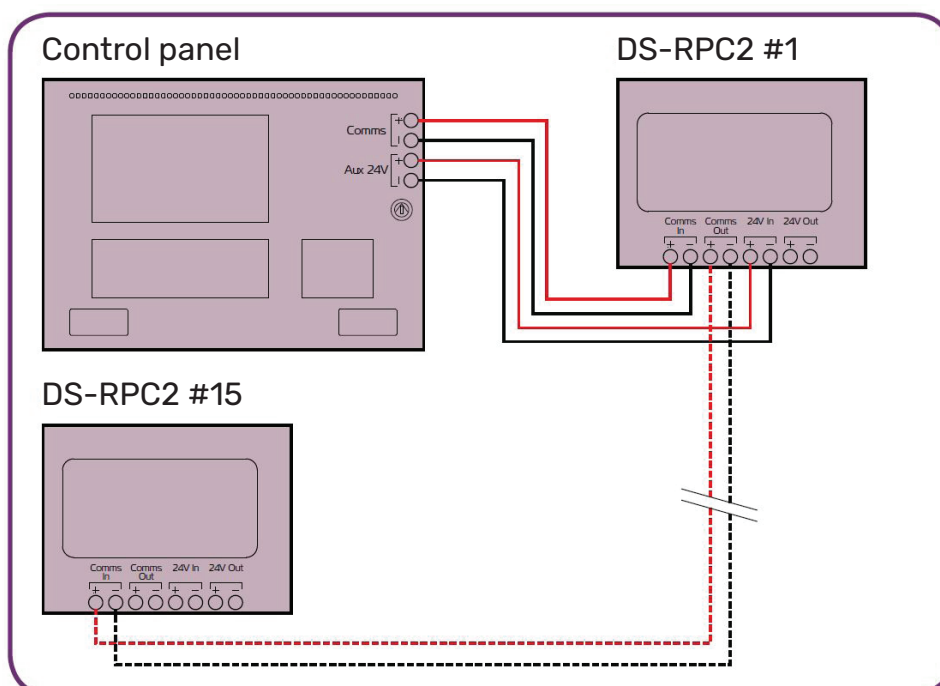 Control panel
DS-RPC2 #1
Comms
+
–
Aux 24V
+
–
Comms In
Comms Out
24V In
24V Out
+ – + – + – + –
DS-RPC2 #15
Comms In
Comms Out
24V In
24V Out
+ – + – + – + –